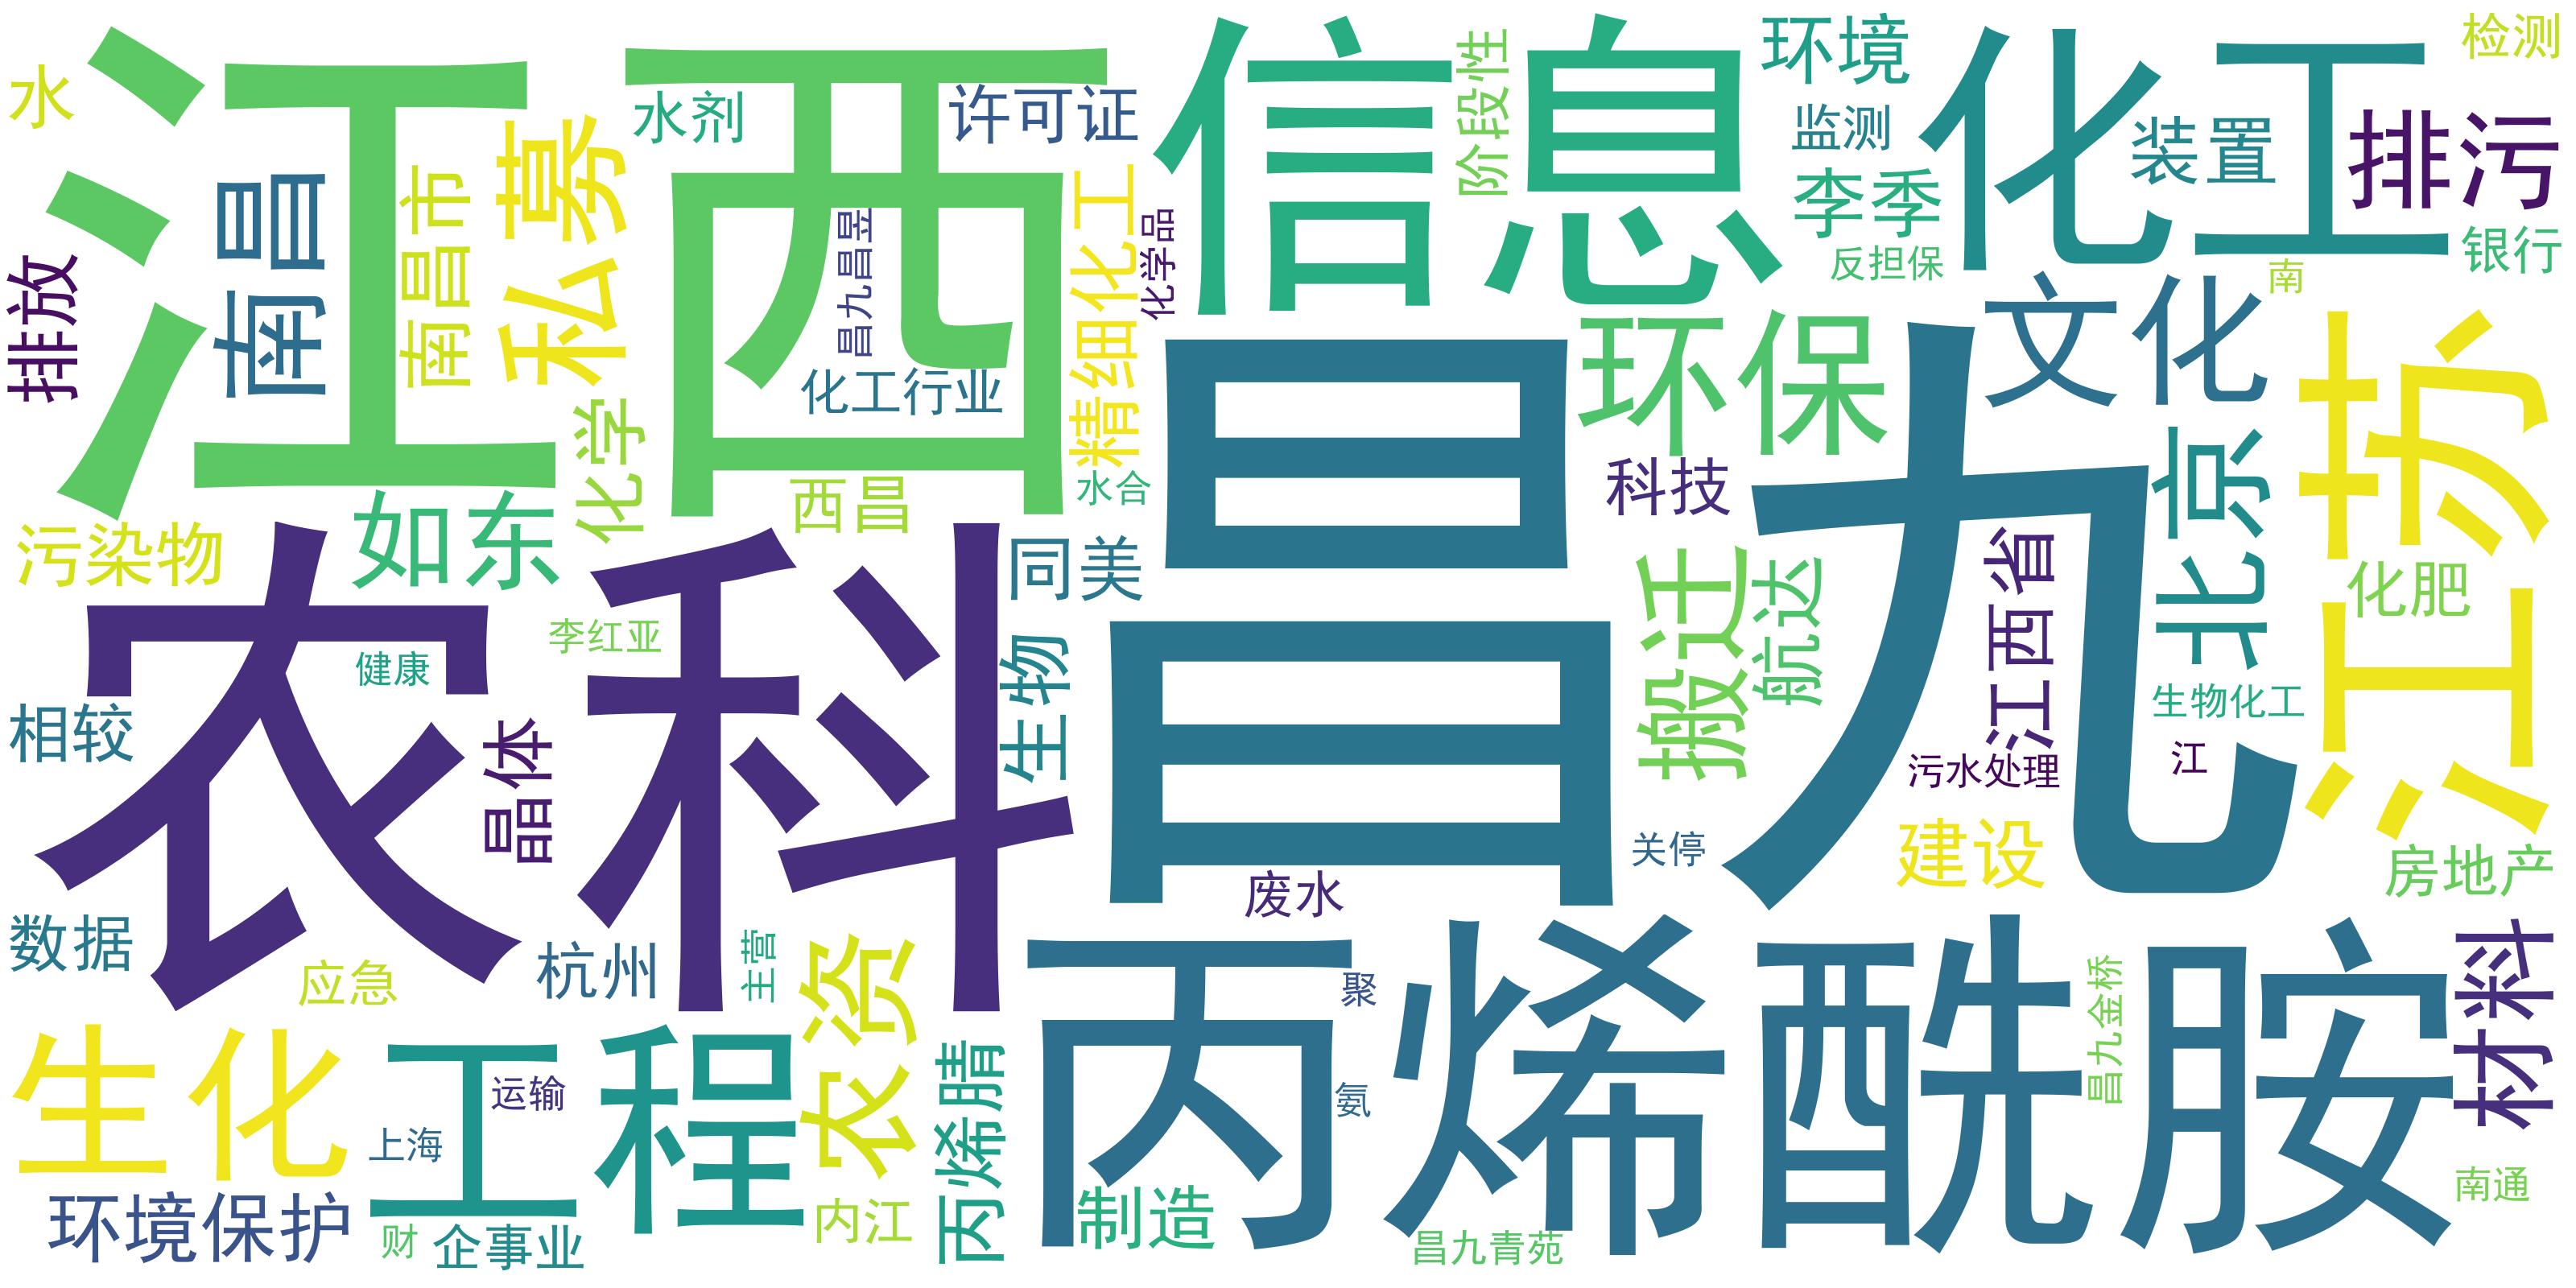 江西
信息
化工
昌九
农科
丙烯酰胺
江苏
水
南昌
南昌市
私募
水剂
许可证
阶段性
环境
监测
李季
反担保
装置
排污
检测
银行
南
排放
昌九昌昱
化工行业
精细化工
化学品
环保
文化
化学
西昌
水合
科技
北京
化肥
污染物
如东
同美
李红亚
健康
生物
搬迁
航达
江西省
生物化工
江
污水处理
相较
晶体
关停
建设
房地产
废水
数据
应急
杭州
主营
农资
聚
氨
昌九金桥
材料
生化
工程
运输
上海
丙烯腈
环境保护
财
企事业
内江
制造
昌九青苑
南通